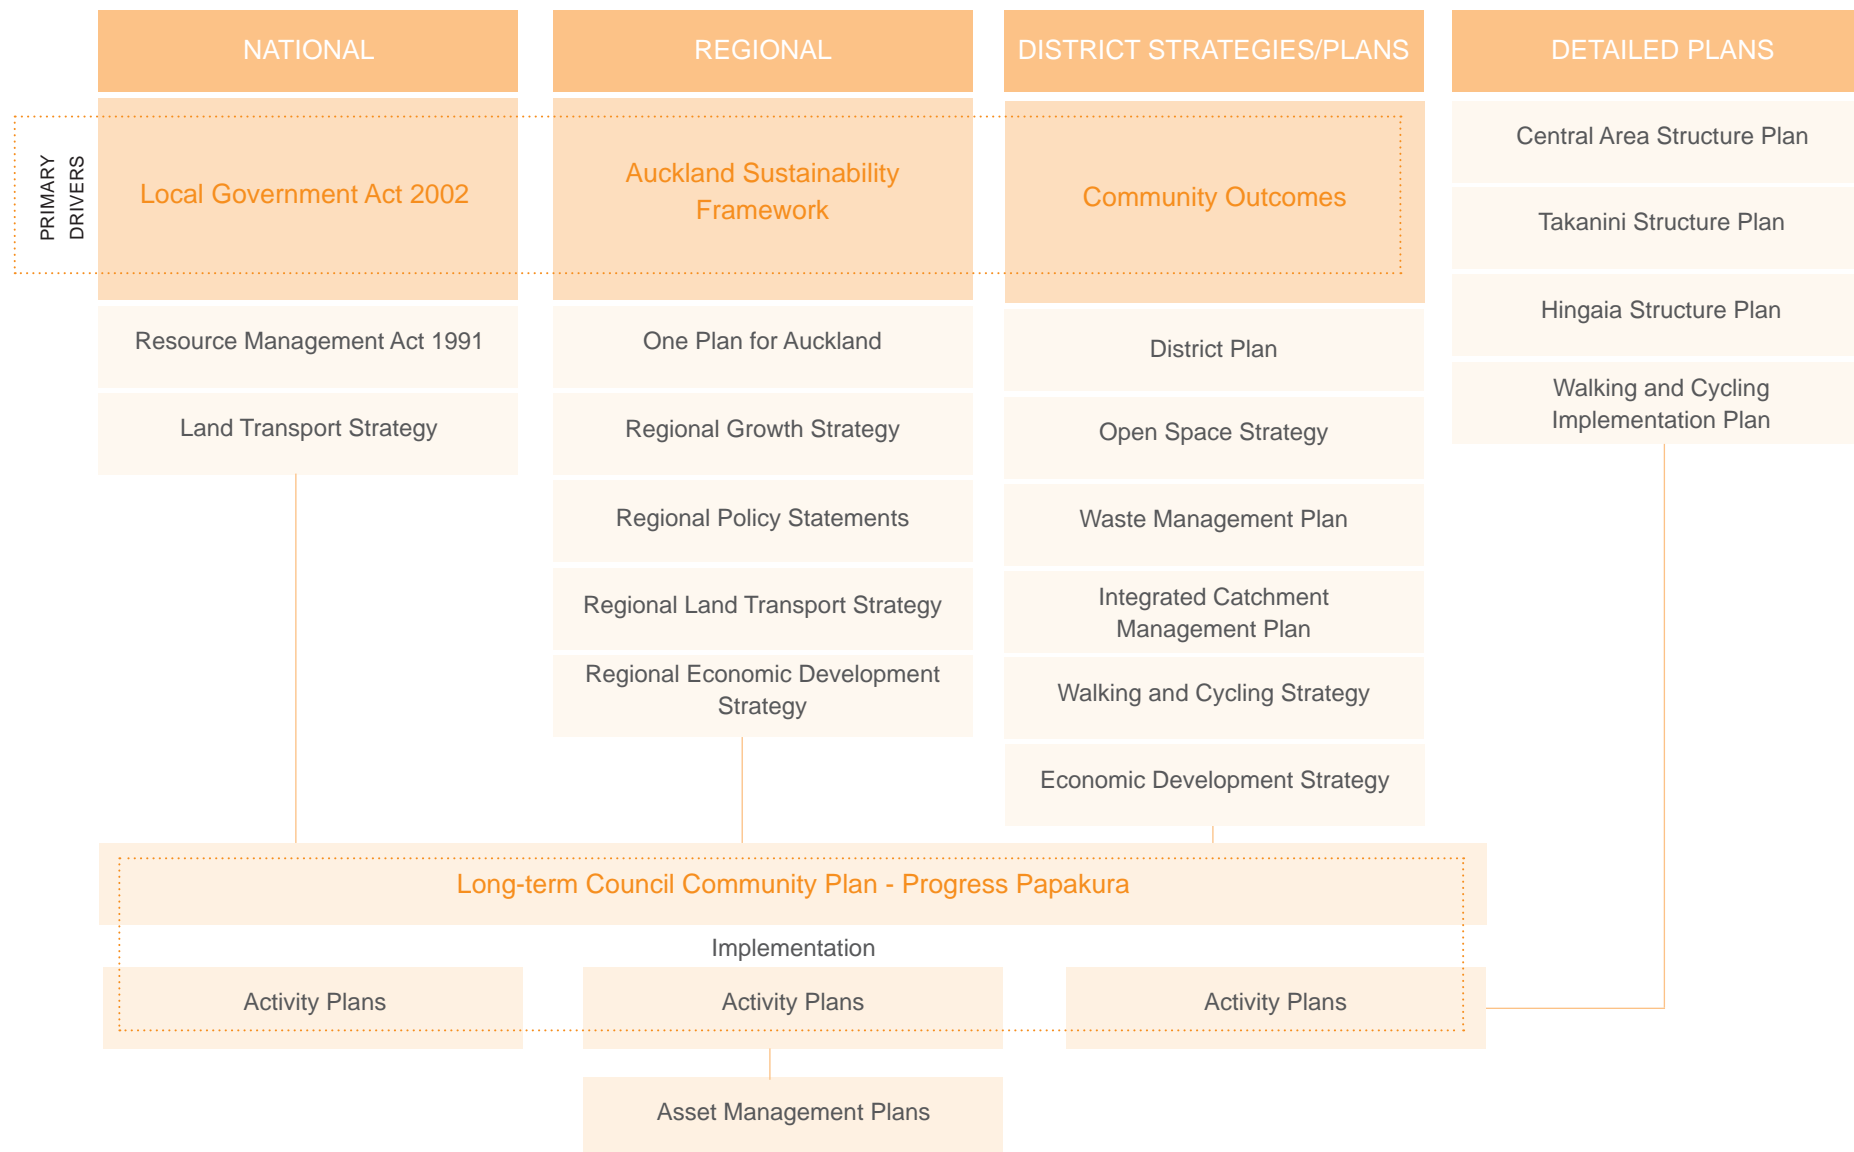 NATIONAL
REGIONAL
DISTRICT STRATEGIES/PLANS
DETAILED PLANS
PRIMARY
DRIVERS
Local Government Act 2002
Auckland Sustainability
Framework
Community Outcomes
Resource Management Act 1991
Land Transport Strategy
One Plan for Auckland
Regional Growth Strategy
Regional Policy Statements
Regional Land Transport Strategy
Regional Economic Development
Strategy
District Plan
Open Space Strategy
Waste Management Plan
Integrated Catchment
Management Plan
Walking and Cycling Strategy
Economic Development Strategy
Central Area Structure Plan
Takanini Structure Plan
Hingaia Structure Plan
Walking and Cycling
Implementation Plan
Long-term Council Community Plan - Progress Papakura
Implementation
Activity Plans
Activity Plans
Activity Plans
Asset Management Plans